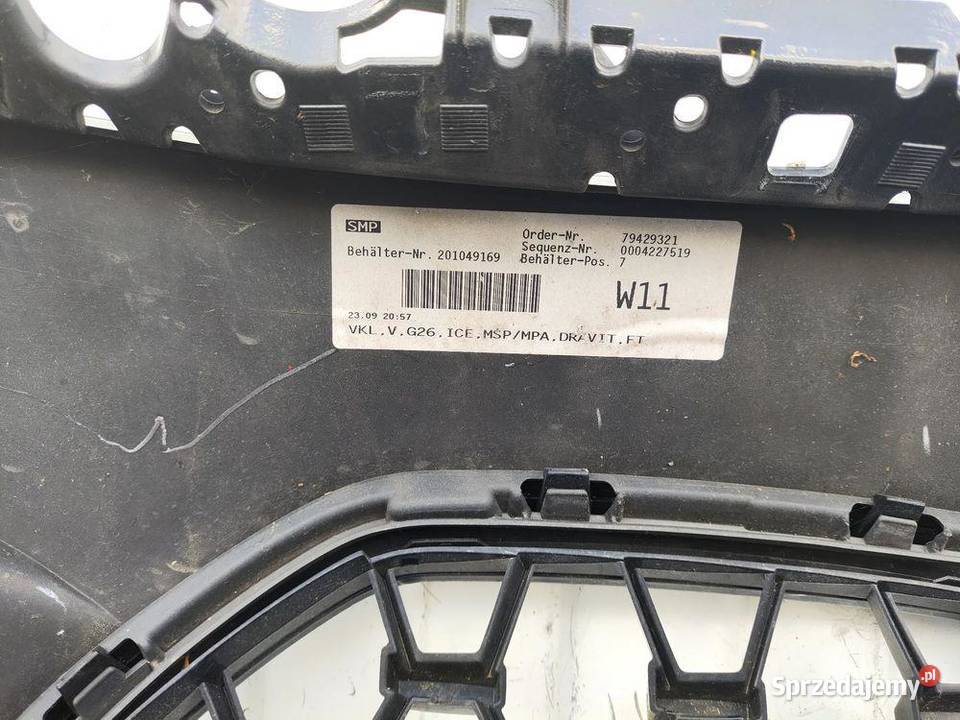 SMP
Order-Nr. 79429321
Sequenz-Nr. 0004227519
Behälter-Nr. 201049169
Behälter-Pos. 7
W11
23.09 20:57
VKL.V.G26.ICE.MSP/MPA.DRAVIT.FT
Sprzedajemy.pl